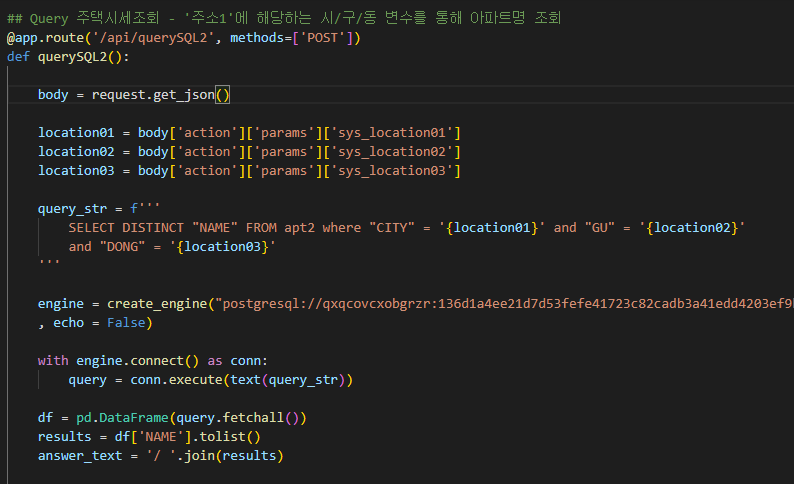 ## Query 주택시세조회 - '주소1'에 해당하는 시/구/동 변수를 통해 아파트명 조회
@app.route('/api/querySQL2', methods=['POST'])
def querySQL2():
body = request.get_json()
location01 = body['action']['params']['sys_location01']
location02 = body['action']['params']['sys_location02']
location03 = body['action']['params']['sys_location03']
query_str = f'''
SELECT DISTINCT "NAME" FROM apt2 where "CITY" = '{location01}' and "GU" = '{location02}'
and "DONG" = '{location03}'
'''
engine = create_engine("postgresql://qxqcovcxobgrzr:136d1a4ee21d7d53fefe41723c82cadb3a41edd4203ef9
, echo = False)
with engine.connect() as conn:
query = conn.execute(text(query_str))
df = pd.DataFrame(query.fetchall())
results = df['NAME'].tolist()
answer_text = '/ '.join(results)